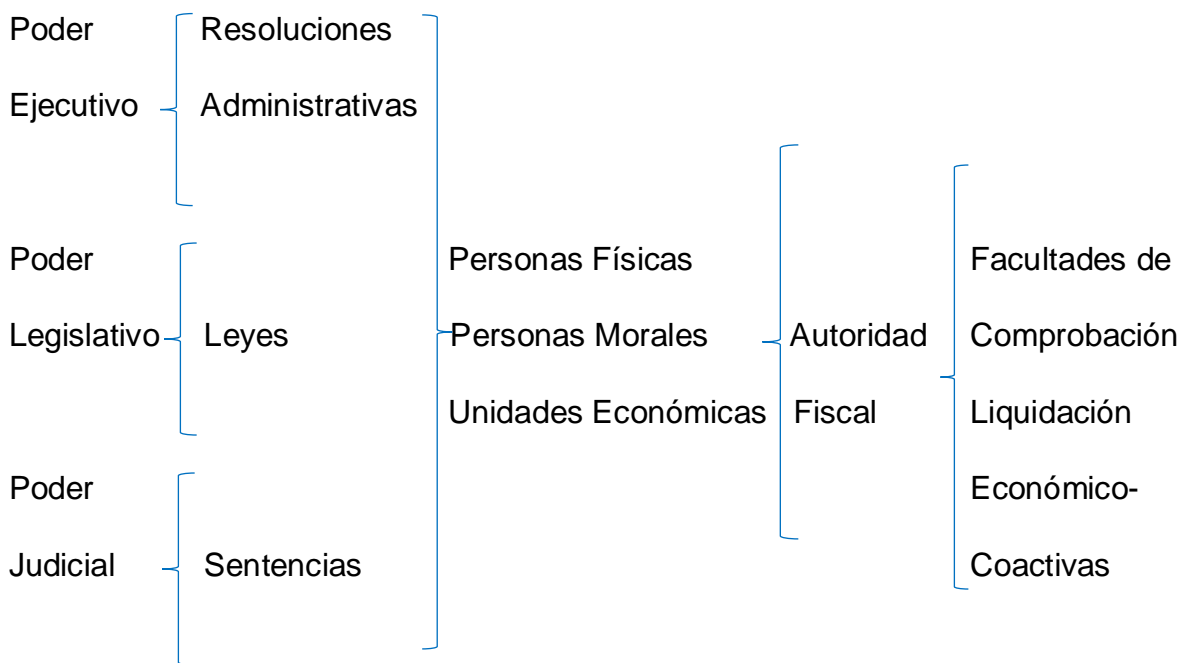 Poder
Ejecutivo
Resoluciones
Administrativas
Poder
Legislativo
Leyes
Poder
Judicial
Sentencias
Personas Físicas
Personas Morales
Unidades Económicas
Autoridad
Fiscal
Facultades de
Comprobación
Liquidación
Económico-
Coactivas